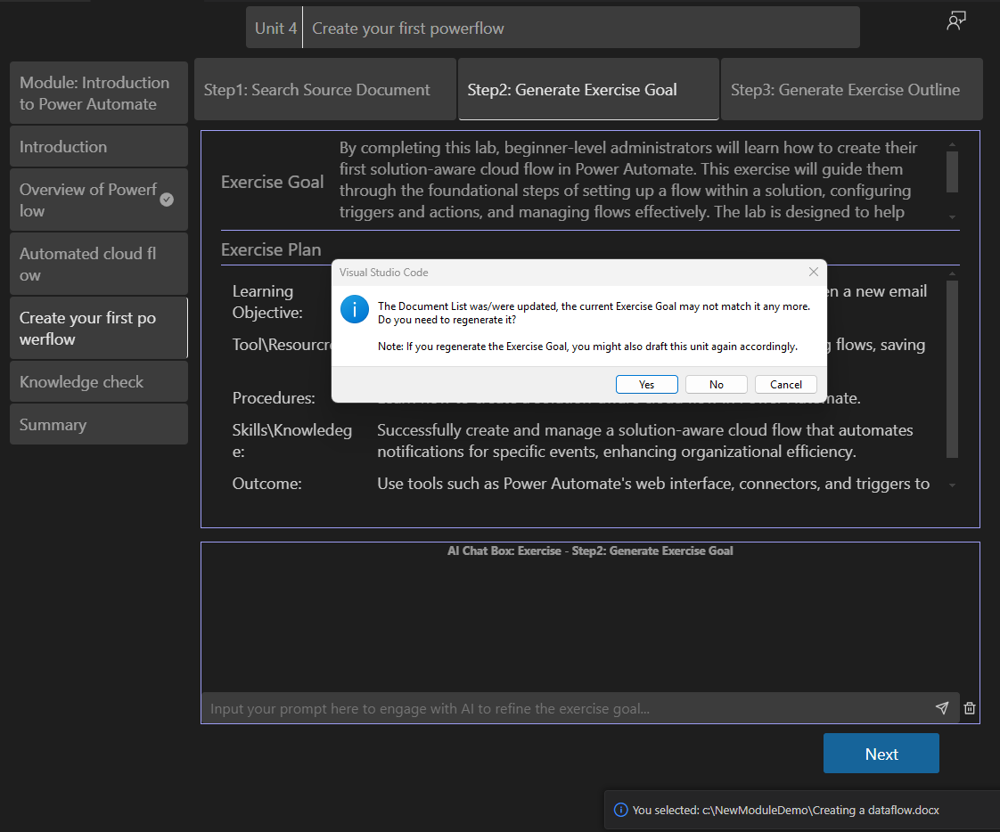 Unit 4
Create your first powerflow
Module: Introduction
to Power Automate
Introduction
Overview of Powerf
low
Automated cloud fl
ow
Create your first po
werflow
Knowledge check
Summary
Step1: Search Source Document
Step2: Generate Exercise Goal
Step3: Generate Exercise Outline
Exercise Goal
By completing this lab, beginner-level administrators will learn how to create their
first solution-aware cloud flow in Power Automate. This exercise will guide them
through the foundational steps of setting up a flow within a solution, configuring
triggers and actions, and managing flows effectively. The lab is designed to help
Exercise Plan
Visual Studio Code
The Document List was/were updated, the current Exercise Goal may not match it any more.
Do you need to regenerate it?
Note: If you regenerate the Exercise Goal, you might also draft this unit again accordingly.
Yes
No
Cancel
Learning
Objective:
a new email
Tool\Resourcr
flows, saving
Procedures:
Skills\Knowledeg
e:
Successfully create and manage a solution-aware cloud flow that automates
notifications for specific events, enhancing organizational efficiency.
Outcome:
Use tools such as Power Automate's web interface, connectors, and triggers to
AI Chat Box: Exercise - Step2: Generate Exercise Goal
Input your prompt here to engage with AI to refine the exercise goal...
Next
You selected: c:\NewModuleDemo\Creating a dataflow.docx